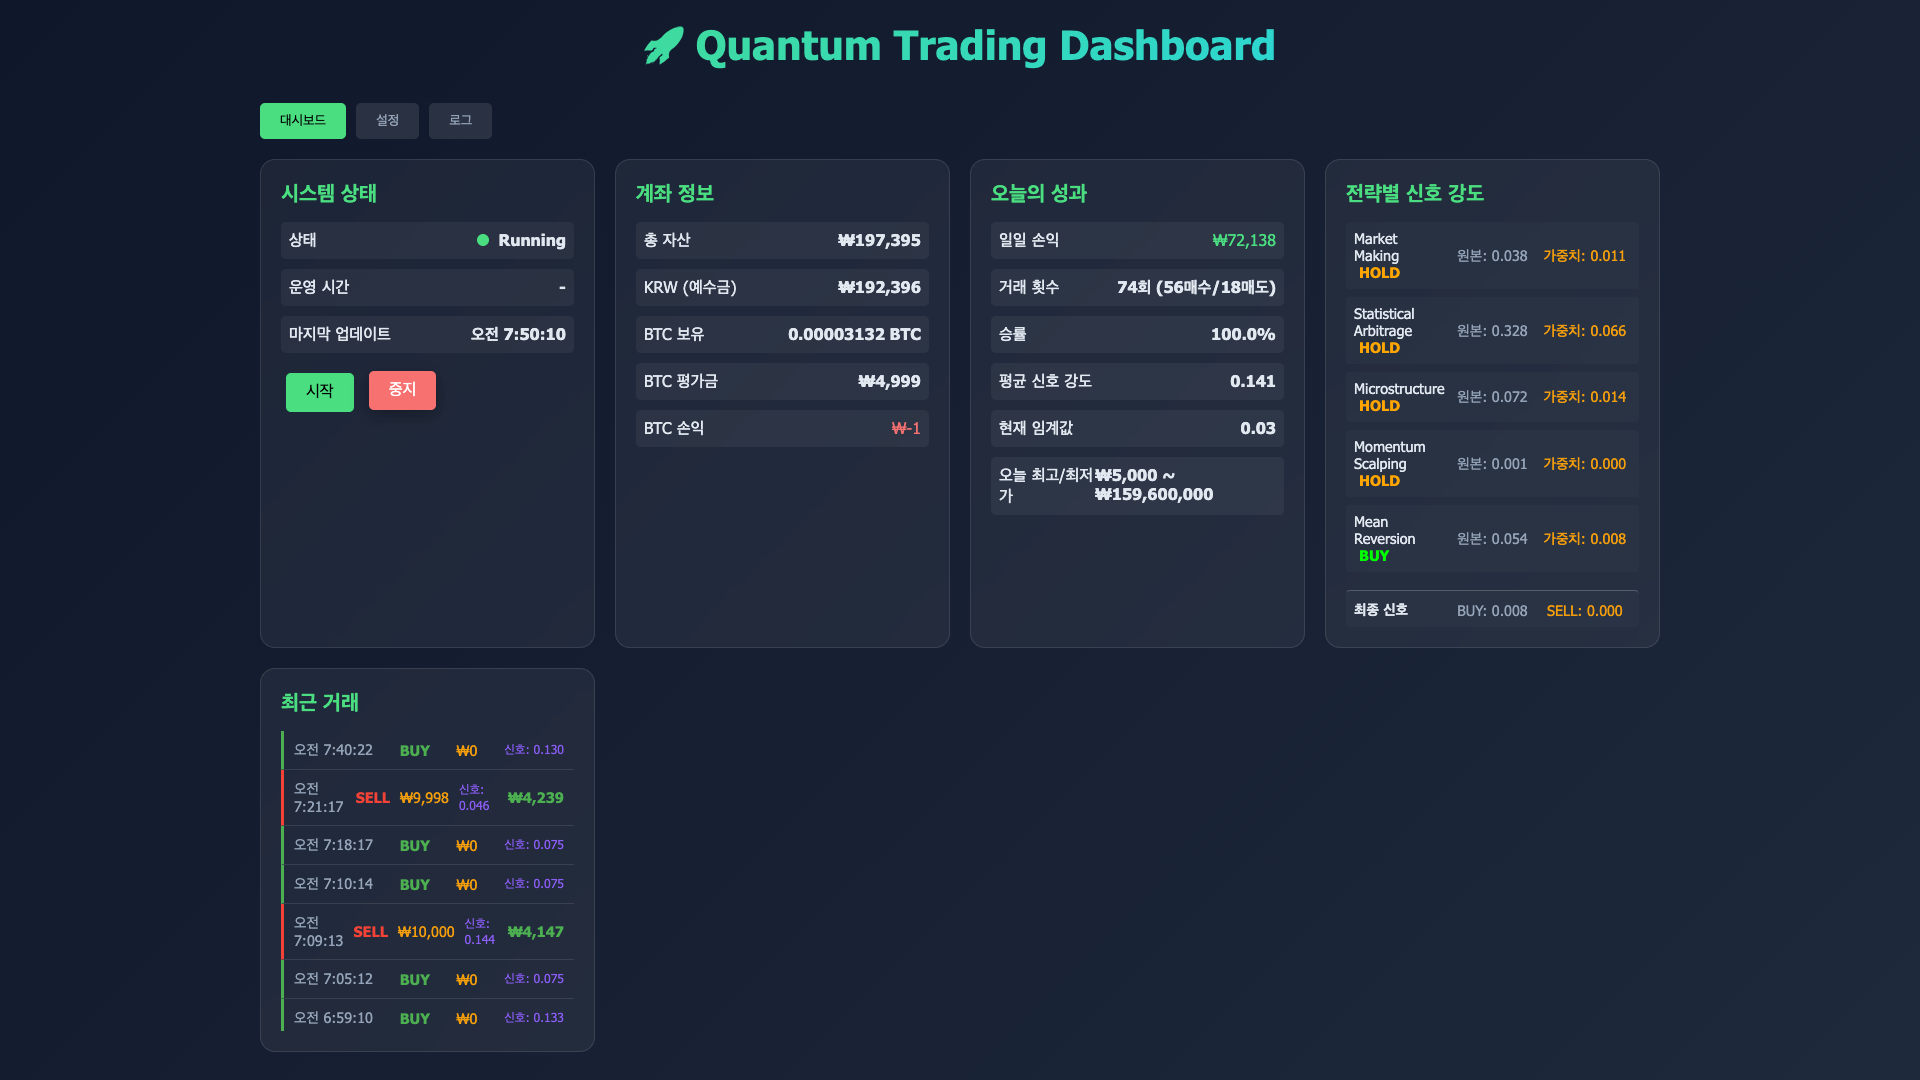 Quantum Trading Dashboard
대시보드
설정
로그
시스템 상태
상태 Running
운영 시간 -
마지막 업데이트 오전 7:50:10
시작 중지
계좌 정보
총 자산 ₩197,395
KRW (예수금) ₩192,396
BTC 보유 0.00003132 BTC
BTC 평가금 ₩4,999
BTC 손익 ₩-1
오늘의 성과
일일 손익 ₩72,138
거래 횟수 74회 (56매수/18매도)
승률 100.0%
평균 신호 강도 0.141
현재 임계값 0.03
오늘 최고/최저 ₩5,000 ~
가 ₩159,600,000
전략별 신호 강도
Market
Making 원본: 0.038 가중치: 0.011
HOLD
Statistical
Arbitrage 원본: 0.328 가중치: 0.066
HOLD
Microstructure 원본: 0.072 가중치: 0.014
HOLD
Momentum
Scalping 원본: 0.001 가중치: 0.000
HOLD
Mean
Reversion 원본: 0.054 가중치: 0.008
BUY
최종 신호 BUY: 0.008 SELL: 0.000
최근 거래
오전 7:40:22 BUY ₩0 신호: 0.130
오전 신호:
7:21:17 SELL ₩9,998 0.046 ₩4,239
오전 7:18:17 BUY ₩0 신호: 0.075
오전 7:10:14 BUY ₩0 신호: 0.075
오전 신호:
7:09:13 SELL ₩10,000 0.144 ₩4,147
오전 7:05:12 BUY ₩0 신호: 0.075
오전 6:59:10 BUY ₩0 신호: 0.133